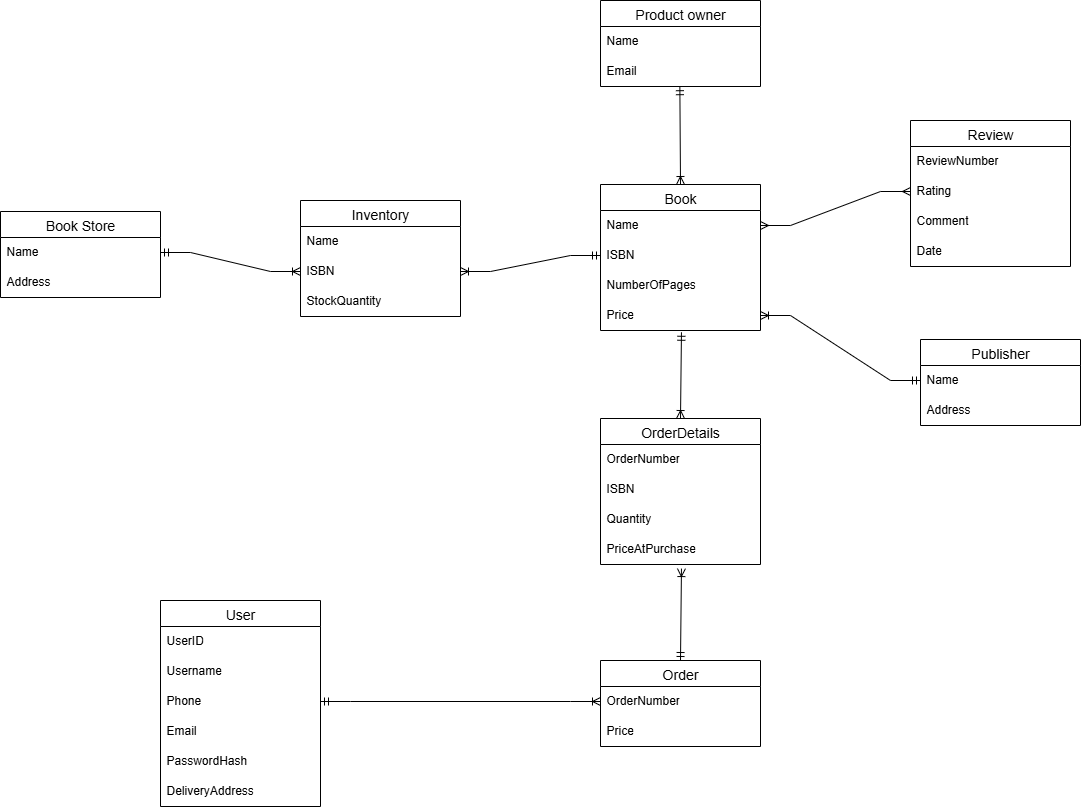 Product owner
Name
Email
Review
ReviewNumber
Rating
Comment
Date
Book Store
Name
Address
Inventory
Name
ISBN
StockQuantity
Book
Name
ISBN
NumberOfPages
Price
Publisher
Name
Address
OrderDetails
OrderNumber
ISBN
Quantity
PriceAtPurchase
User
UserID
Username
Phone
Email
PasswordHash
DeliveryAddress
Order
OrderNumber
Price